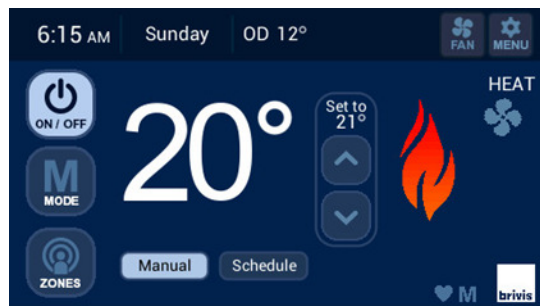 6:15 AM Sunday OD 12°
FAN
MENU
HEAT
ON / OFF
20°
Set to
21°
M
MODE
Manual Schedule
ZONES
M
brivis